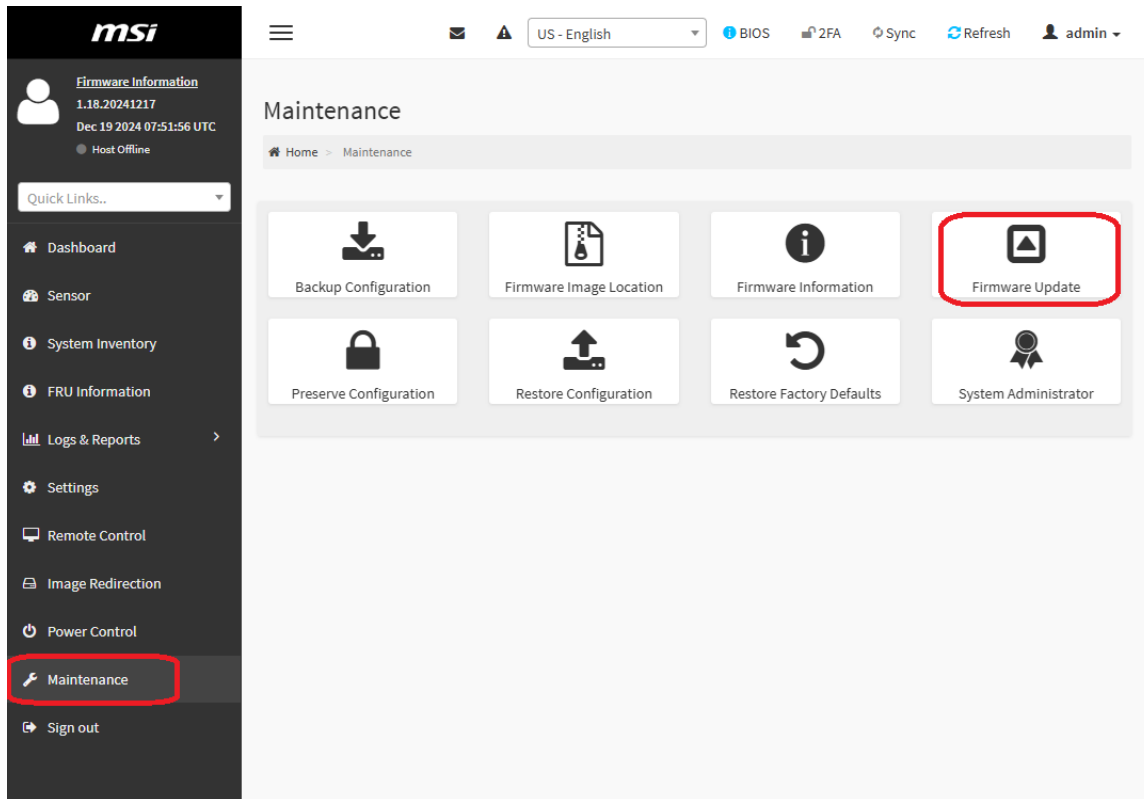 msi
US - English
BIOS
2FA
Sync
Refresh
admin
Firmware Information
1.18.20241217
Dec 19 2024 07:51:56 UTC
Host Offline
Quick Links..
Dashboard
Sensor
System Inventory
FRU Information
Logs & Reports
Settings
Remote Control
Image Redirection
Power Control
Maintenance
Sign out
Maintenance
Home > Maintenance
Backup Configuration
Firmware Image Location
Firmware Information
Firmware Update
Preserve Configuration
Restore Configuration
Restore Factory Defaults
System Administrator